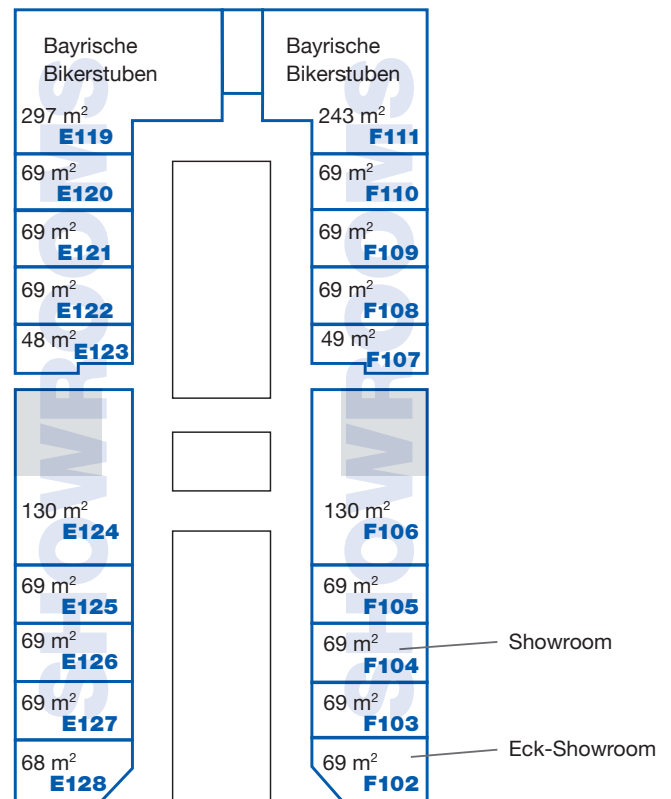 Bayrische
Bikerstuben
297 m²
E119
69 m²
E120
69 m²
E121
69 m²
E122
48 m²
E123
130 m²
E124
69 m²
E125
69 m²
E126
69 m²
E127
68 m²
E128
SHOWROOMS
Bayrische
Bikerstuben
243 m²
F111
69 m²
F110
69 m²
F109
69 m²
F108
49 m²
F107
130 m²
F106
69 m²
F105
69 m²
F104
69 m²
F103
69 m²
F102
SHOWROOMS
Showroom
Eck-Showroom